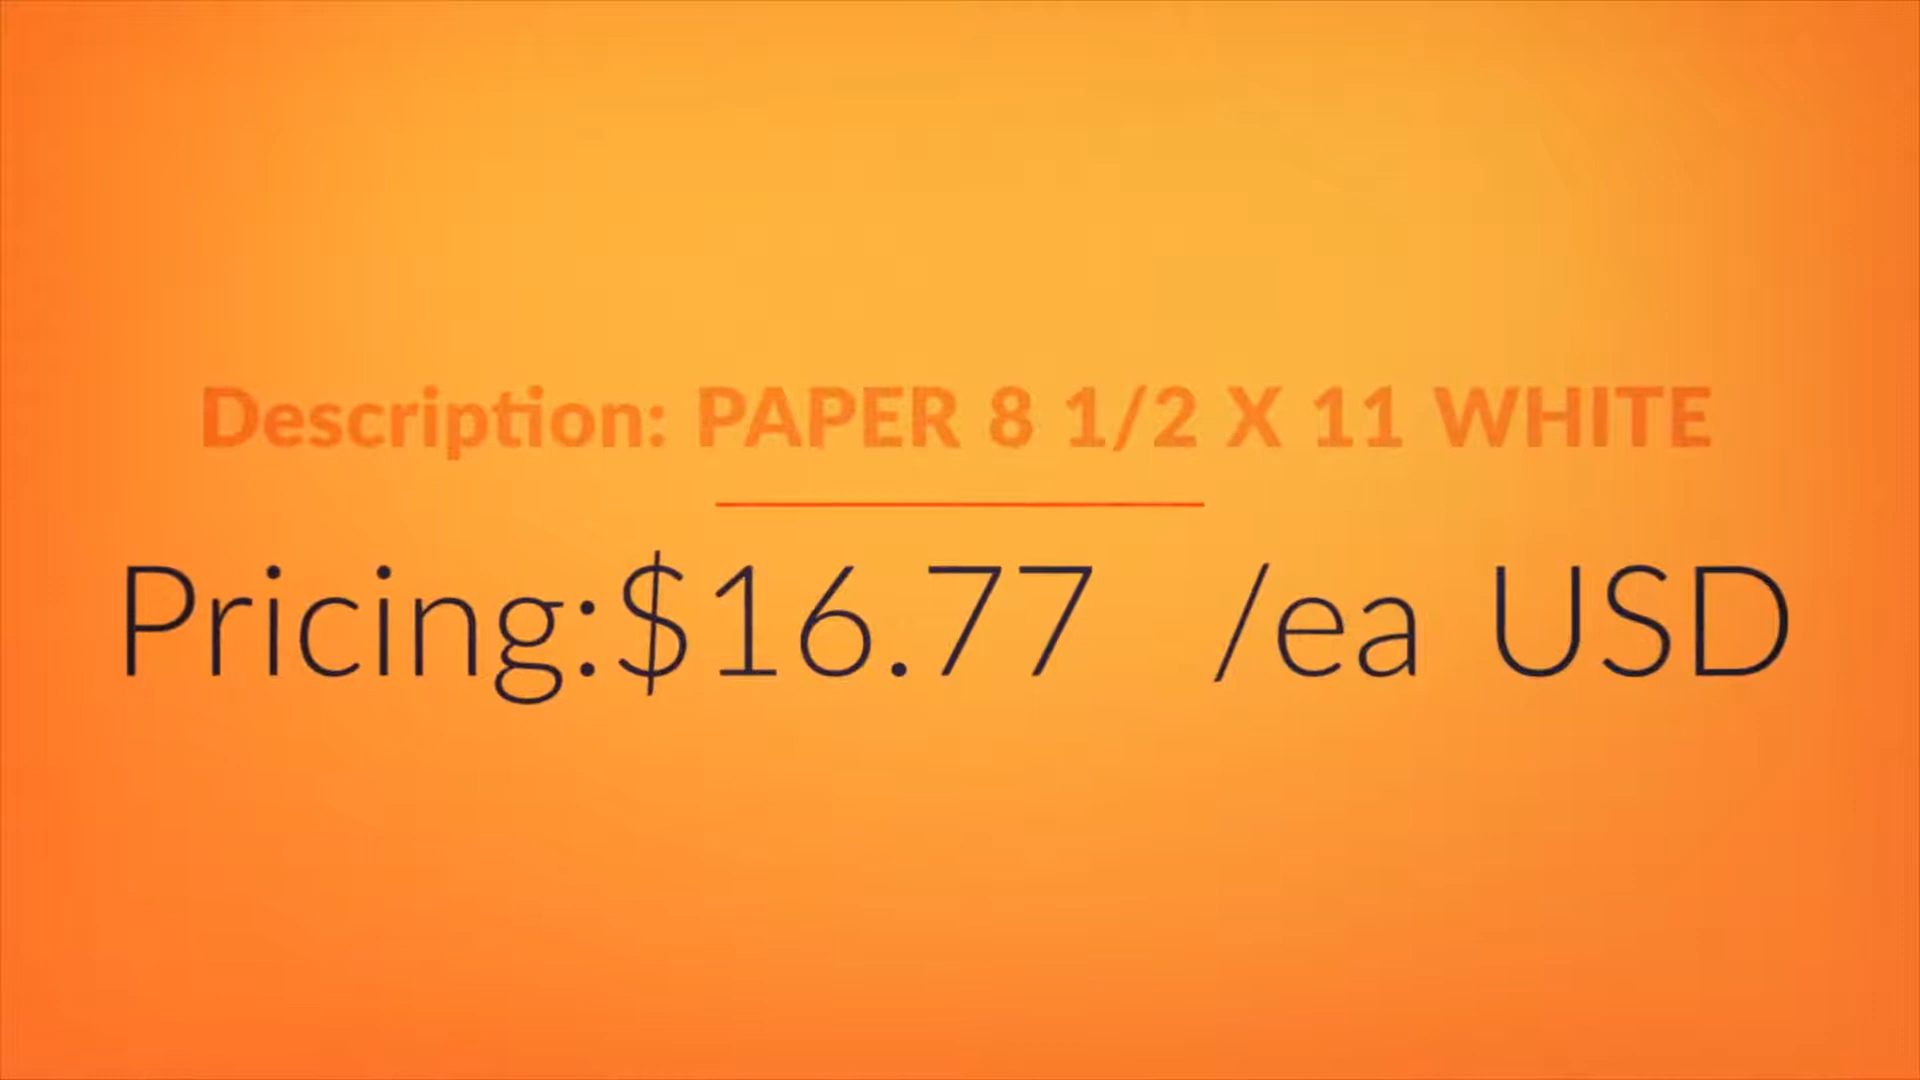 Description: PAPER 8 1/2 X 11 WHITE
Pricing:$16.77 /ea USD